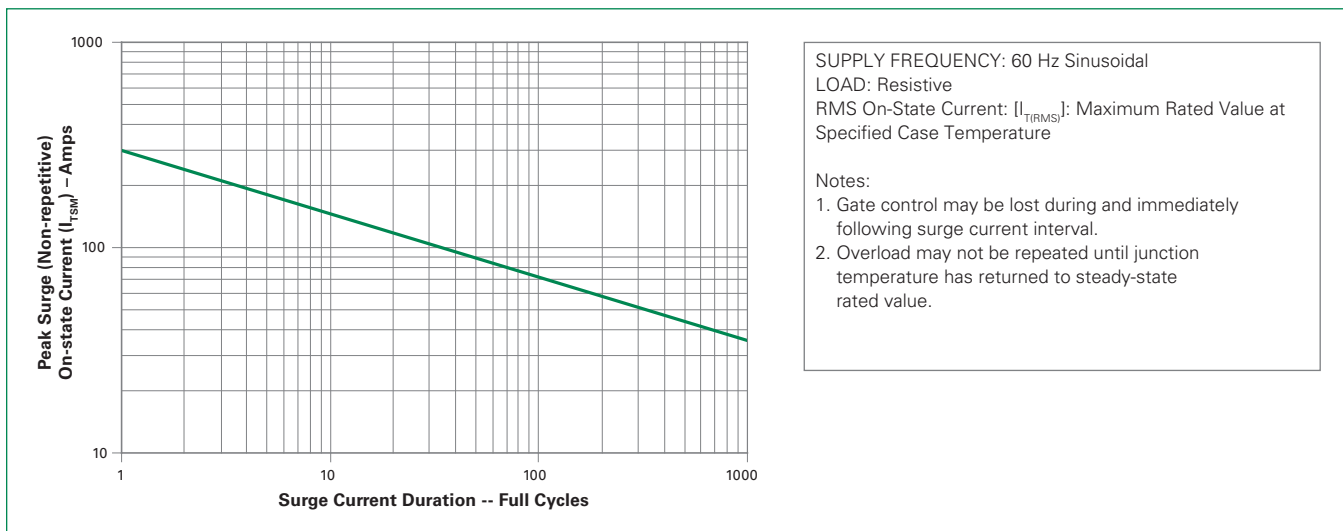 Peak Surge (Non-repetitive)
On-state Current (I_TSM) – Amps
1000
100
10
1
10
100
1000
Surge Current Duration -- Full Cycles
SUPPLY FREQUENCY: 60 Hz Sinusoidal
LOAD: Resistive
RMS On-State Current: [I_T(RMS)]: Maximum Rated Value at
Specified Case Temperature
Notes:
1. Gate control may be lost during and immediately
following surge current interval.
2. Overload may not be repeated until junction
temperature has returned to steady-state
rated value.